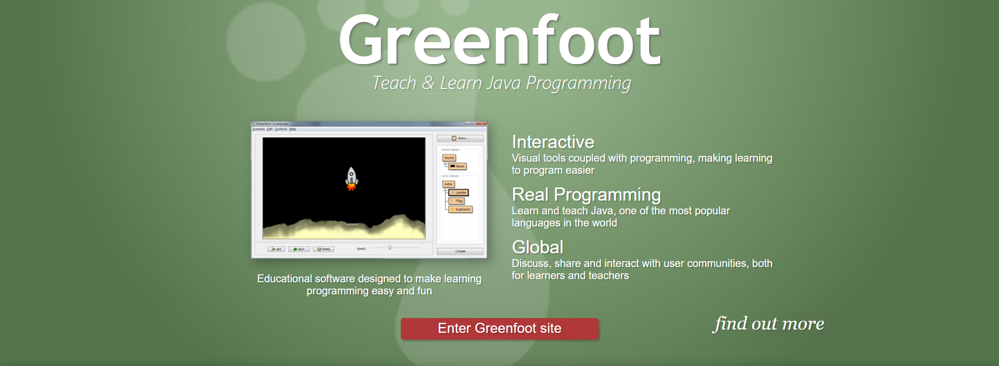 Greenfoot
Teach & Learn Java Programming
Greenfoot: lunarlander
Scenario Edit Controls Help
Share...
World classes
World
Moon
Actor classes
Actor
Lander
Flag
Explosion
Act
Run
Reset
Speed:
Compile
Educational software designed to make learning
programming easy and fun
Interactive
Visual tools coupled with programming, making learning
to program easier
Real Programming
Learn and teach Java, one of the most popular
languages in the world
Global
Discuss, share and interact with user communities, both
for learners and teachers
Enter Greenfoot site
find out more